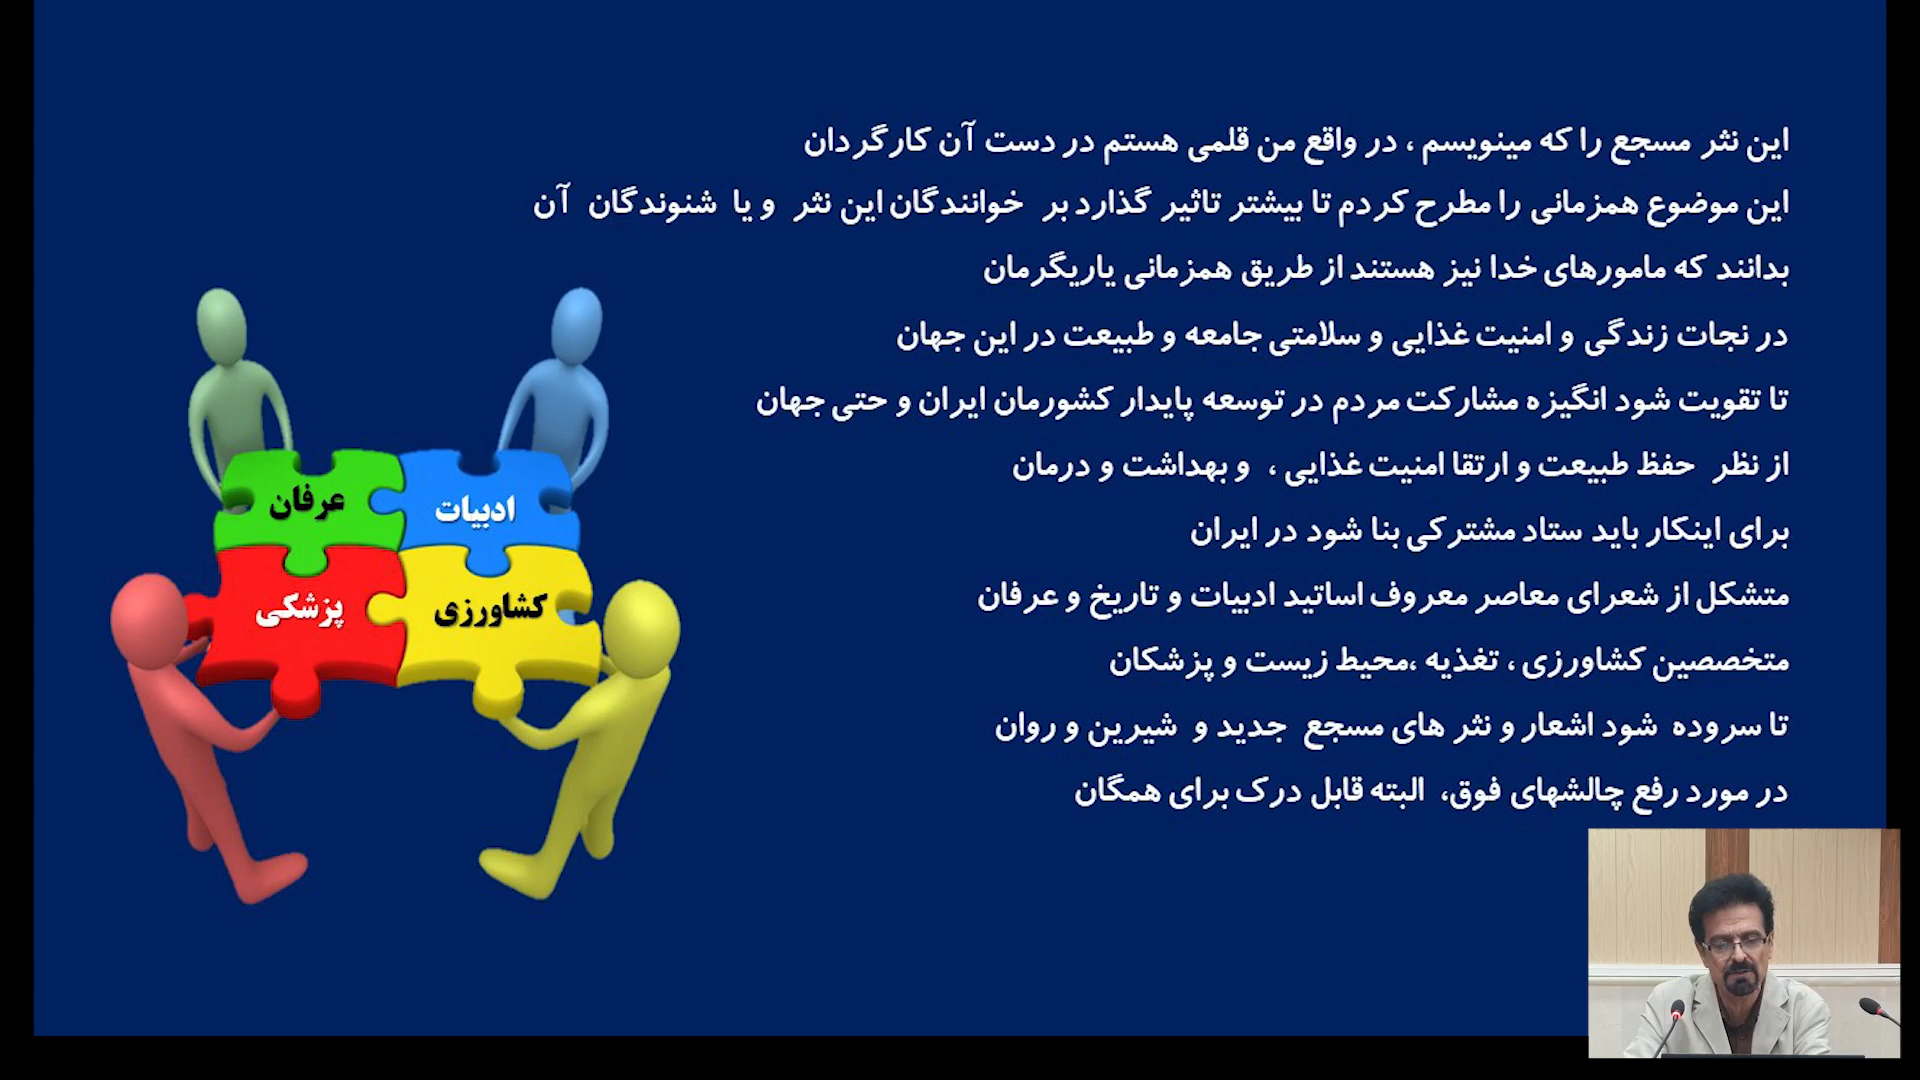 این نثر مسجع را که مینویسم ، در واقع من قلمی هستم در دست آن کارگردان
این موضوع همزمانی را مطرح کردم تا بیشتر تاثیر گذارد بر خوانندگان این نثر و یا شنوندگان آن
بدانند که مامورهای خدا نیز هستند از طریق همزمانی یاریگرمان
در نجات زندگی و امنیت غذایی و سلامتی جامعه و طبیعت در این جهان
تا تقویت شود انگیزه مشارکت مردم در توسعه پایدار کشورمان ایران و حتی جهان
از نظر حفظ طبیعت و ارتقا امنیت غذایی ، و بهداشت و درمان
برای اینکار باید ستاد مشترکی بنا شود در ایران
متشکل از شعرای معاصر معروف اساتید ادبیات و تاریخ و عرفان
متخصصین کشاورزی ، تغذیه ،محیط زیست و پزشکان
تا سروده شود اشعار و نثر های مسجع جدید و شیرین و روان
در مورد رفع چالشهای فوق، البته قابل درک برای همگان
ادبیات
عرفان
کشاورزی
پزشکی